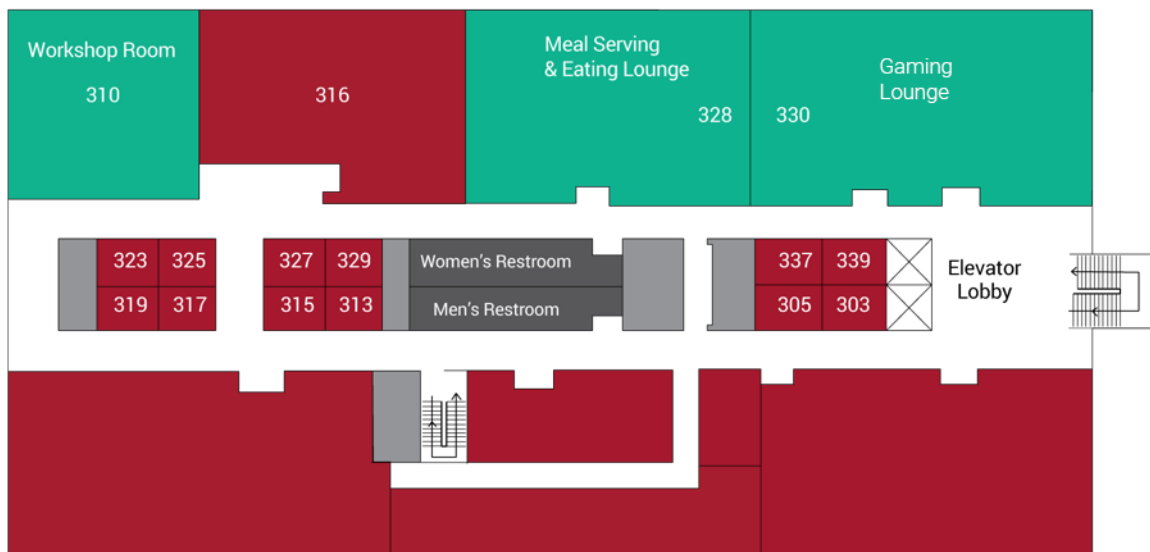 Workshop Room
310
316
Meal Serving
& Eating Lounge
328
330
Gaming
Lounge
323 325
327 329
Women's Restroom
337 339
Elevator
Lobby
319 317
315 313
Men's Restroom
305 303